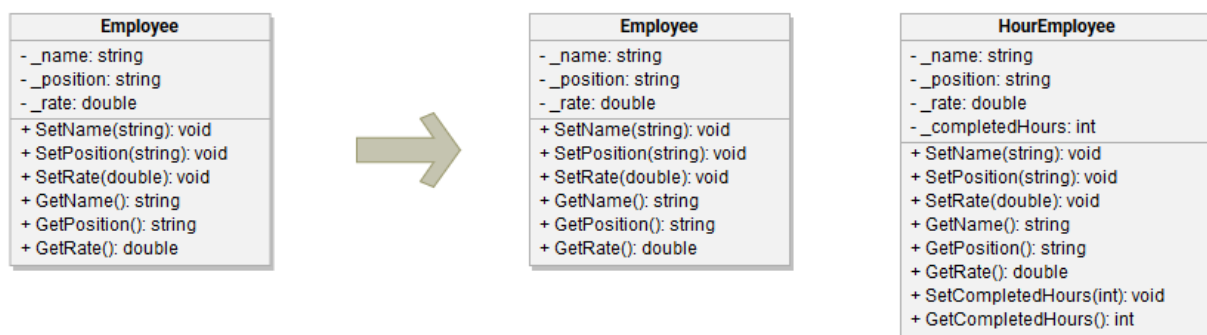 Employee
- _name: string
- _position: string
- _rate: double
+ SetName(string): void
+ SetPosition(string): void
+ SetRate(double): void
+ GetName(): string
+ GetPosition(): string
+ GetRate(): double
Employee
- _name: string
- _position: string
- _rate: double
+ SetName(string): void
+ SetPosition(string): void
+ SetRate(double): void
+ GetName(): string
+ GetPosition(): string
+ GetRate(): double
HourEmployee
- _name: string
- _position: string
- _rate: double
- _completedHours: int
+ SetName(string): void
+ SetPosition(string): void
+ SetRate(double): void
+ GetName(): string
+ GetPosition(): string
+ GetRate(): double
+ SetCompletedHours(int): void
+ GetCompletedHours(): int